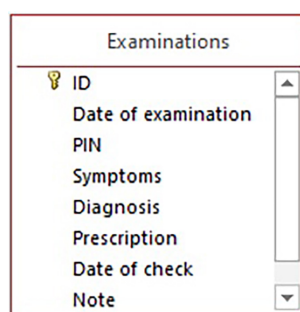 Examinations
ID
Date of examination
PIN
Symptoms
Diagnosis
Prescription
Date of check
Note